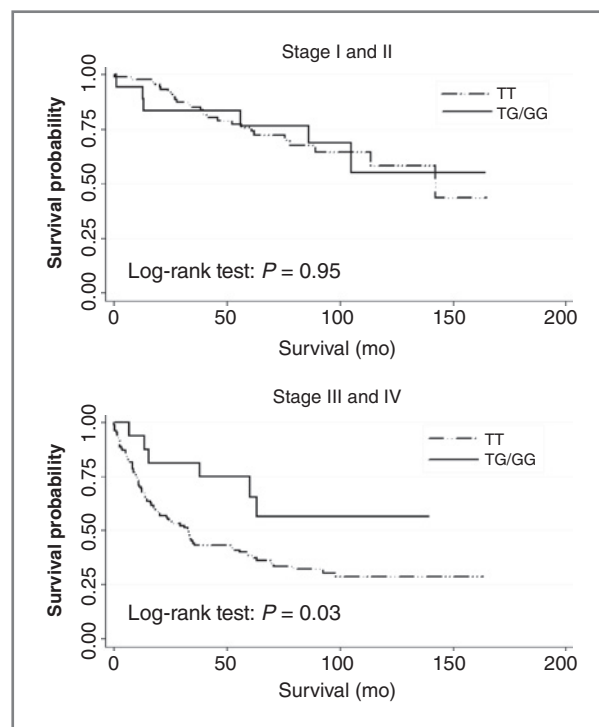 Stage I and II
TT
TG/GG
Survival probability
0.00 0.25 0.50 0.75 1.00
Log-rank test: P = 0.95
0 50 100 150 200
Survival (mo)
Stage III and IV
TT
TG/GG
Survival probability
0.00 0.25 0.50 0.75 1.00
Log-rank test: P = 0.03
0 50 100 150 200
Survival (mo)